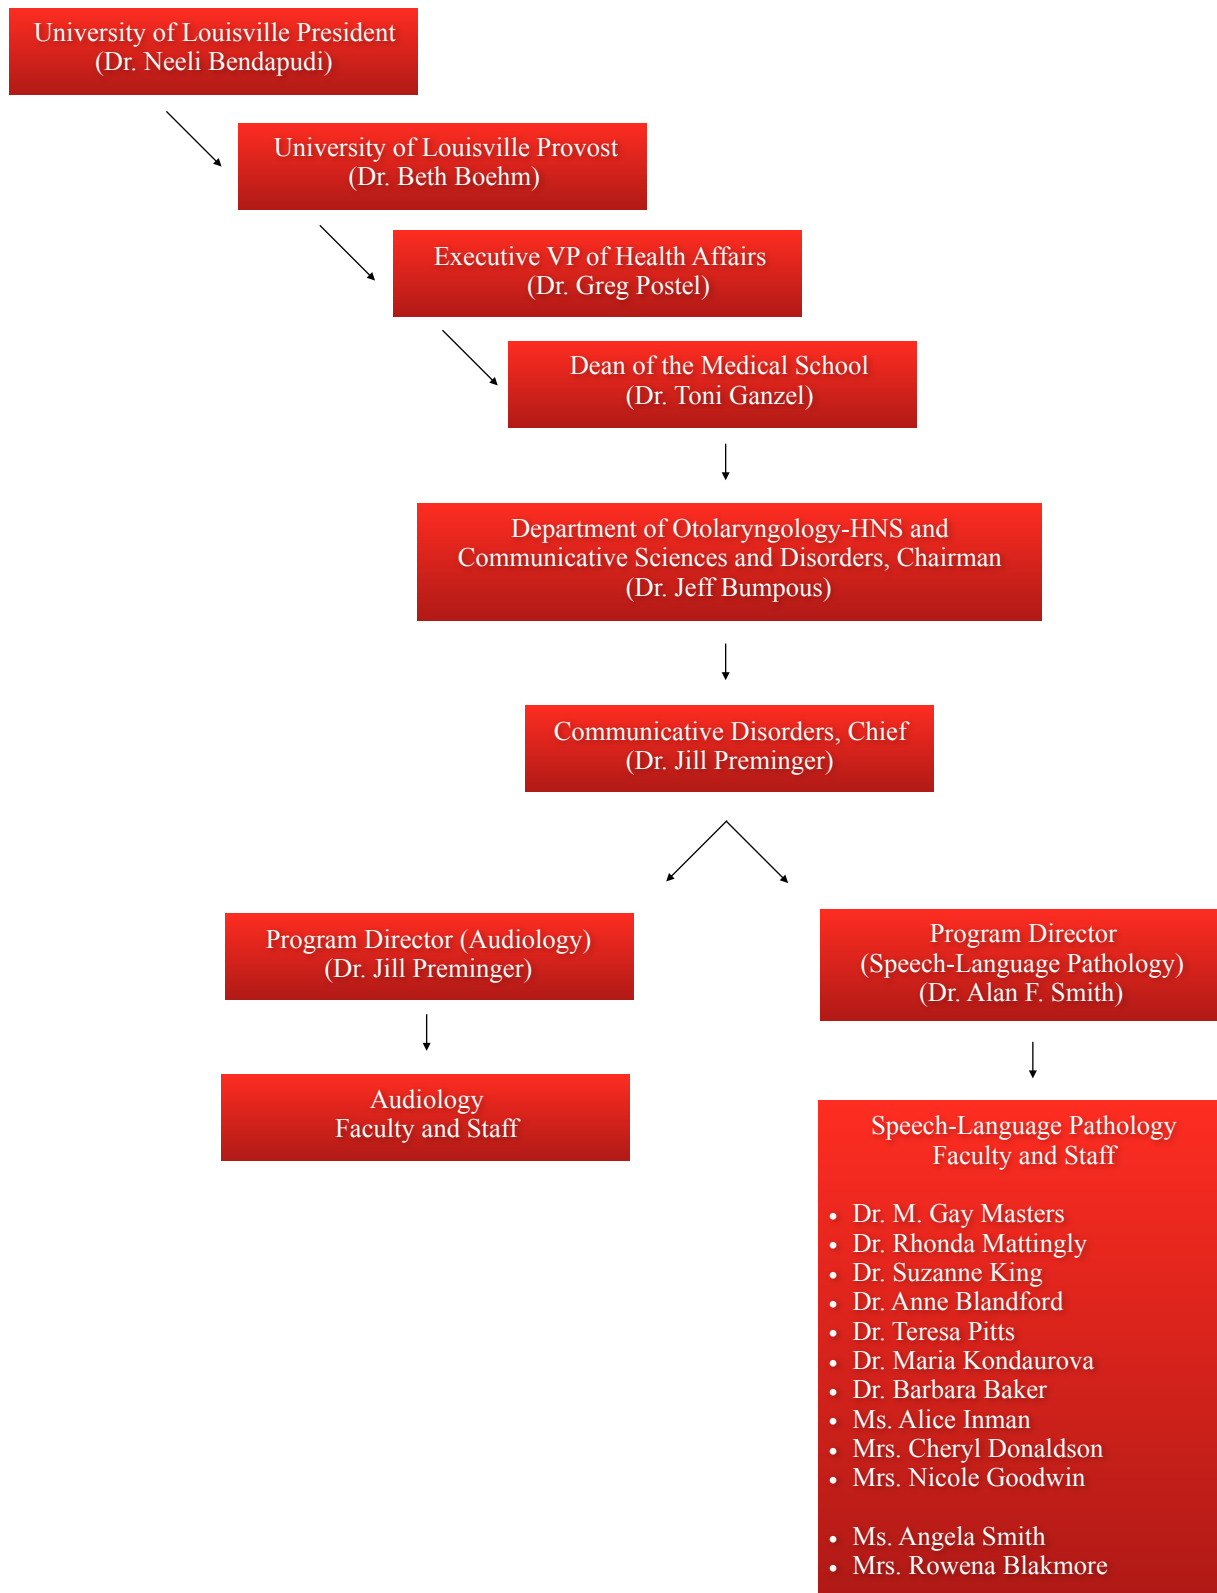 University of Louisville President
(Dr. Neeli Bendapudi)
University of Louisville Provost
(Dr. Beth Boehm)
Executive VP of Health Affairs
(Dr. Greg Postel)
Dean of the Medical School
(Dr. Toni Ganzel)
Department of Otolaryngology-HNS and
Communicative Sciences and Disorders, Chairman
(Dr. Jeff Bumpous)
Communicative Disorders, Chief
(Dr. Jill Preminger)
Program Director (Audiology)
(Dr. Jill Preminger)
Audiology
Faculty and Staff
Program Director
(Speech-Language Pathology)
(Dr. Alan F. Smith)
Speech-Language Pathology
Faculty and Staff
• Dr. M. Gay Masters
• Dr. Rhonda Mattingly
• Dr. Suzanne King
• Dr. Anne Blandford
• Dr. Teresa Pitts
• Dr. Maria Kondaurova
• Dr. Barbara Baker
• Ms. Alice Inman
• Mrs. Cheryl Donaldson
• Mrs. Nicole Goodwin
• Ms. Angela Smith
• Mrs. Rowena Blakmore